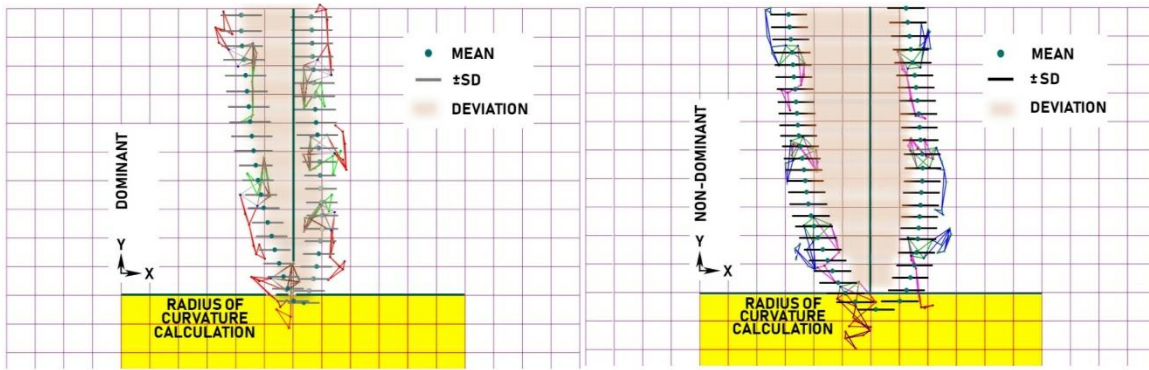 MEAN
±SD
DEVIATION
DOMINANT
Y
X
RADIUS OF
CURVATURE
CALCULATION
MEAN
±SD
DEVIATION
NON-DOMINANT
Y
X
RADIUS OF
CURVATURE
CALCULATION